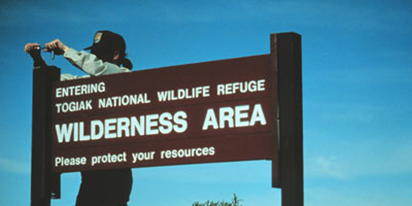 ENTERING
TOGIAK NATIONAL WILDLIFE REFUGE
WILDERNESS AREA
Please protect your resources